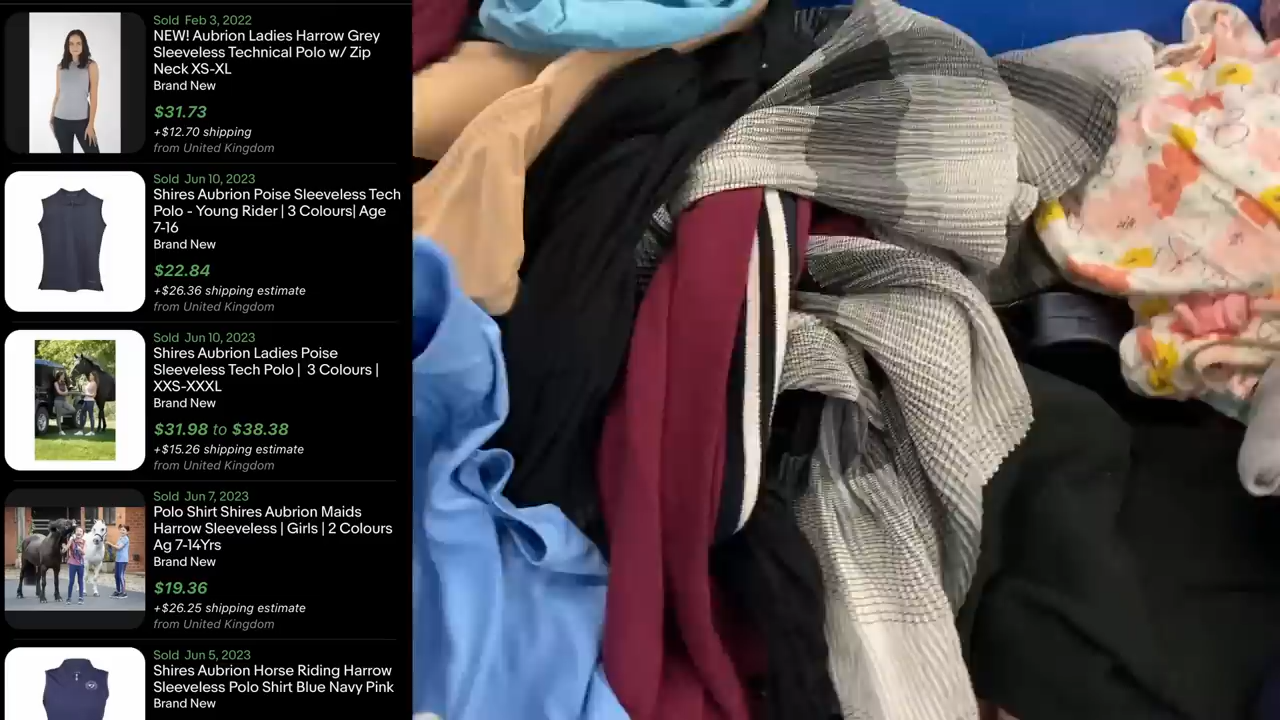 Sold Feb 3, 2022
NEW! Aubrion Ladies Harrow Grey
Sleeveless Technical Polo w/ Zip
Neck XS-XL
Brand New
$31.73
+$12.70 shipping
from United Kingdom
Sold Jun 10, 2023
Shires Aubrion Poise Sleeveless Tech
Polo - Young Rider | 3 Colours| Age
7-16
Brand New
$22.84
+$26.36 shipping estimate
from United Kingdom
Sold Jun 10, 2023
Shires Aubrion Ladies Poise
Sleeveless Tech Polo | 3 Colours |
XXS-XXXL
Brand New
$31.98 to $38.38
+$15.26 shipping estimate
from United Kingdom
Sold Jun 7, 2023
Polo Shirt Shires Aubrion Maids
Harrow Sleeveless | Girls | 2 Colours
Ag 7-14Yrs
Brand New
$19.36
+$26.25 shipping estimate
from United Kingdom
Sold Jun 5, 2023
Shires Aubrion Horse Riding Harrow
Sleeveless Polo Shirt Blue Navy Pink
Brand New